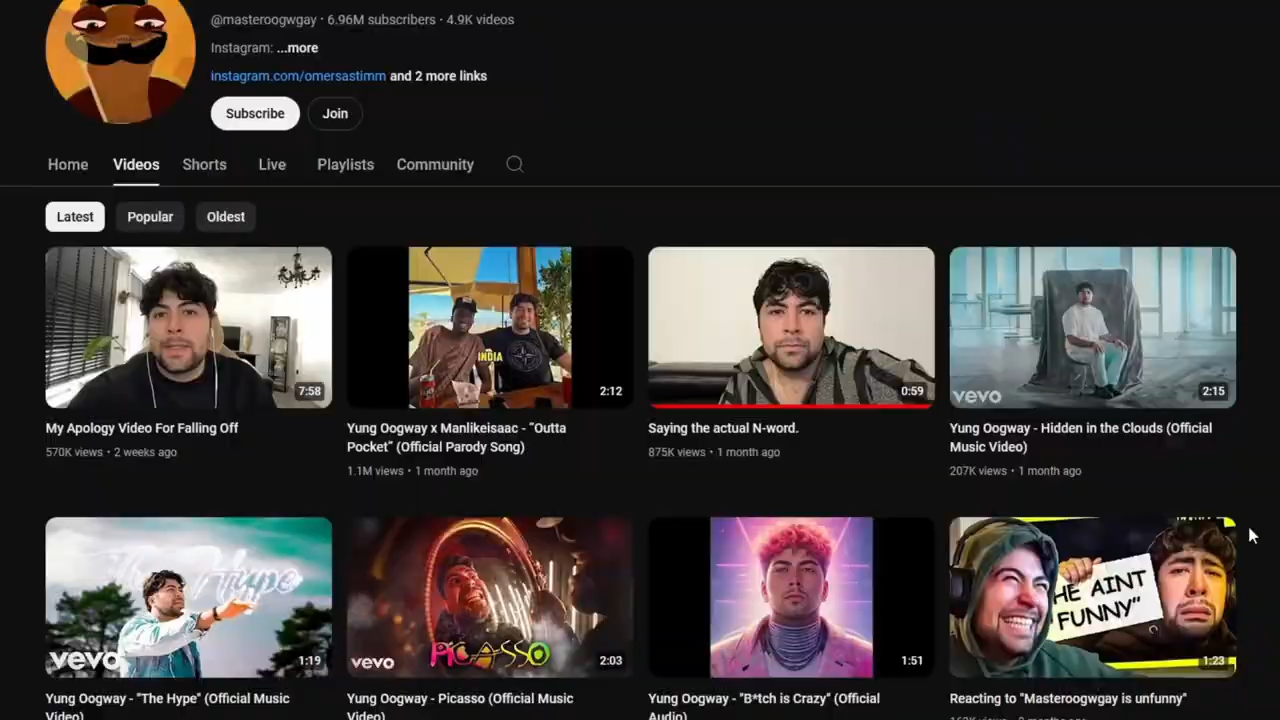 @masteroogwgay · 6.96M subscribers · 4.9K videos
Instagram: ...more
instagram.com/omersastimm and 2 more links
Subscribe
Join
Home
Videos
Shorts
Live
Playlists
Community
Latest
Popular
Oldest
INDIA
vevo
7:58
2:12
0:59
2:15
My Apology Video For Falling Off
570K views · 2 weeks ago
Yung Oogway x Manlikeisaac - "Outta
Pocket" (Official Parody Song)
1.1M views · 1 month ago
Saying the actual N-word.
875K views · 1 month ago
Yung Oogway - Hidden in the Clouds (Official
Music Video)
207K views · 1 month ago
The Hype
vevo
1:19
PICASSO
vevo
2:03
1:51
HE AINT
FUNNY"
1:23
Yung Oogway - "The Hype" (Official Music
Video)
Yung Oogway - Picasso (Official Music
Video)
Yung Oogway - "B*tch is Crazy" (Official
Audio)
Reacting to "Masteroogwgay is unfunny"